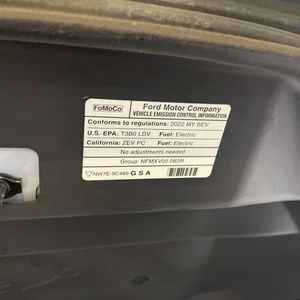 FoMoCo Ford Motor Company
VEHICLE EMISSION CONTROL INFORMATION
Conforms to regulations: 2022 MY BEV
U.S. EPA: T3B0 LDV Fuel: Electric
California: ZEV PC Fuel: Electric
No adjustments needed.
Group: NFMXV00.0B3R
NW7E-9C485-G S A